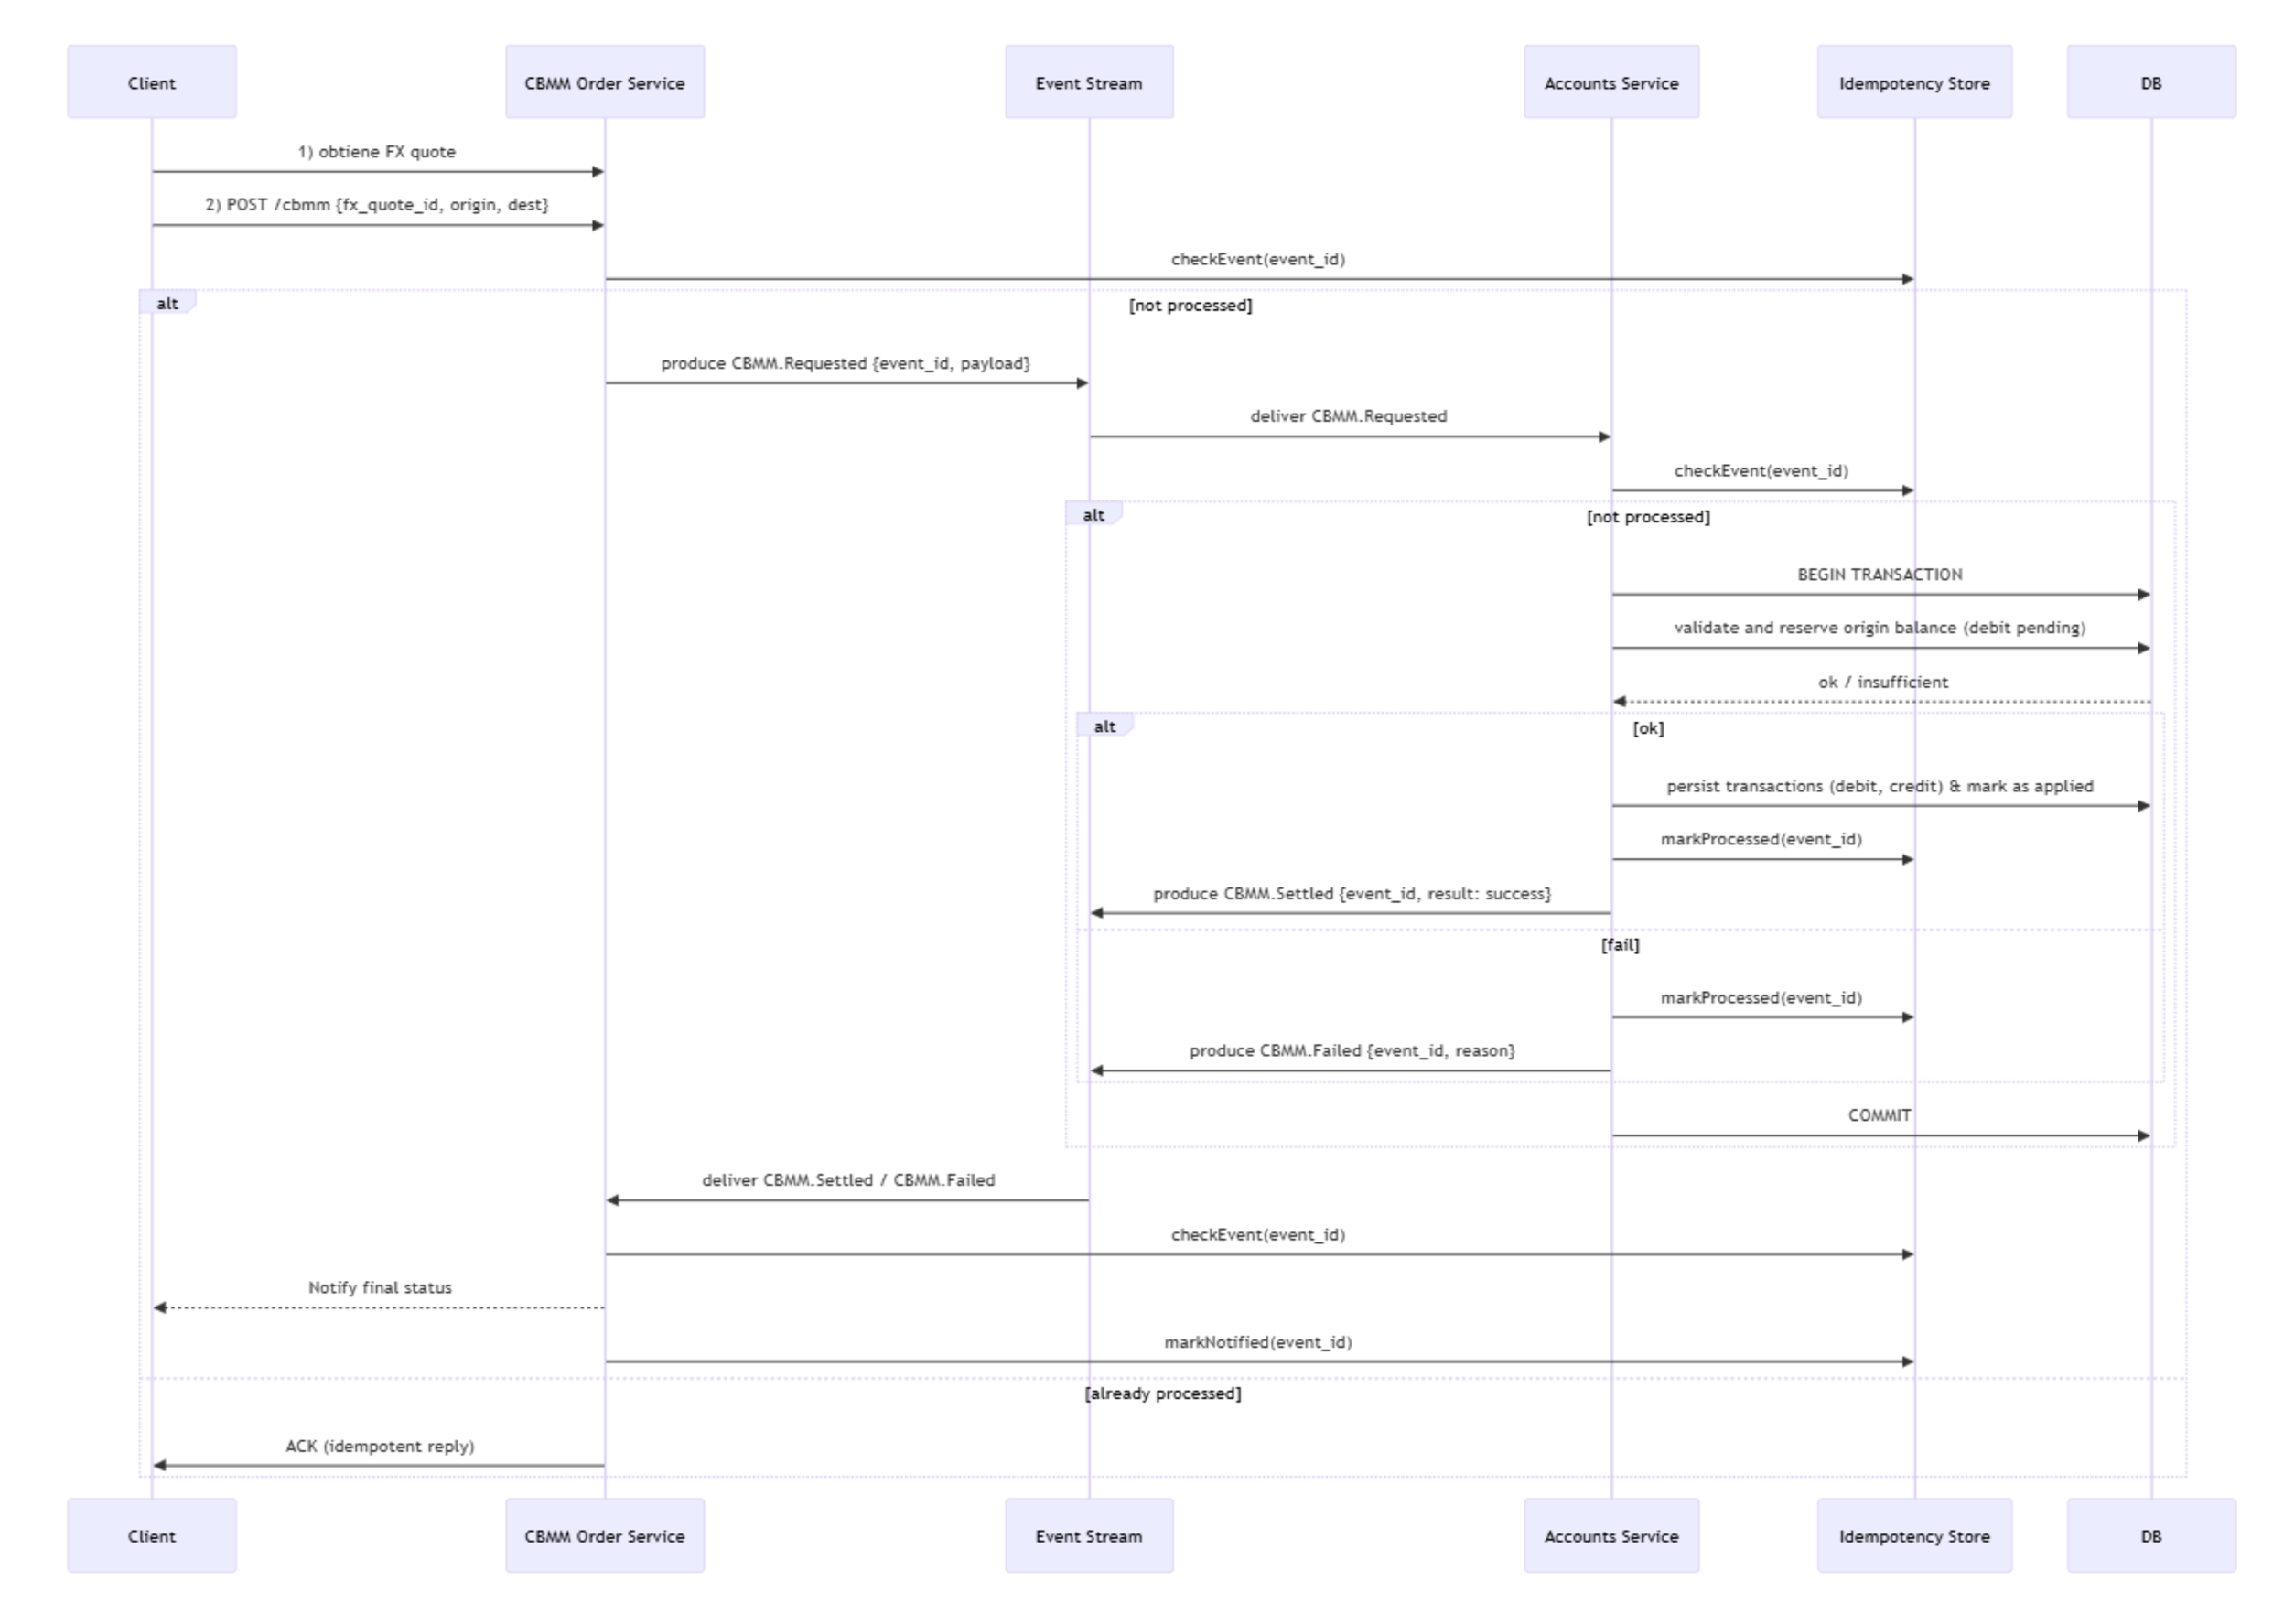 Client
CBMM Order Service
Event Stream
Accounts Service
Idempotency Store
DB
1) obtiene FX quote
2) POST /cbmm {fx_quote_id, origin, dest}
checkEvent(event_id)
alt
[not processed]
produce CBMM.Requested {event_id, payload}
deliver CBMM.Requested
checkEvent(event_id)
alt
[not processed]
BEGIN TRANSACTION
validate and reserve origin balance (debit pending)
ok / insufficient
alt
[ok]
persist transactions (debit, credit) & mark as applied
markProcessed(event_id)
produce CBMM.Settled {event_id, result: success}
[fail]
markProcessed(event_id)
produce CBMM.Failed {event_id, reason}
COMMIT
deliver CBMM.Settled / CBMM.Failed
checkEvent(event_id)
Notify final status
markNotified(event_id)
[already processed]
ACK (idempotent reply)
Client
CBMM Order Service
Event Stream
Accounts Service
Idempotency Store
DB